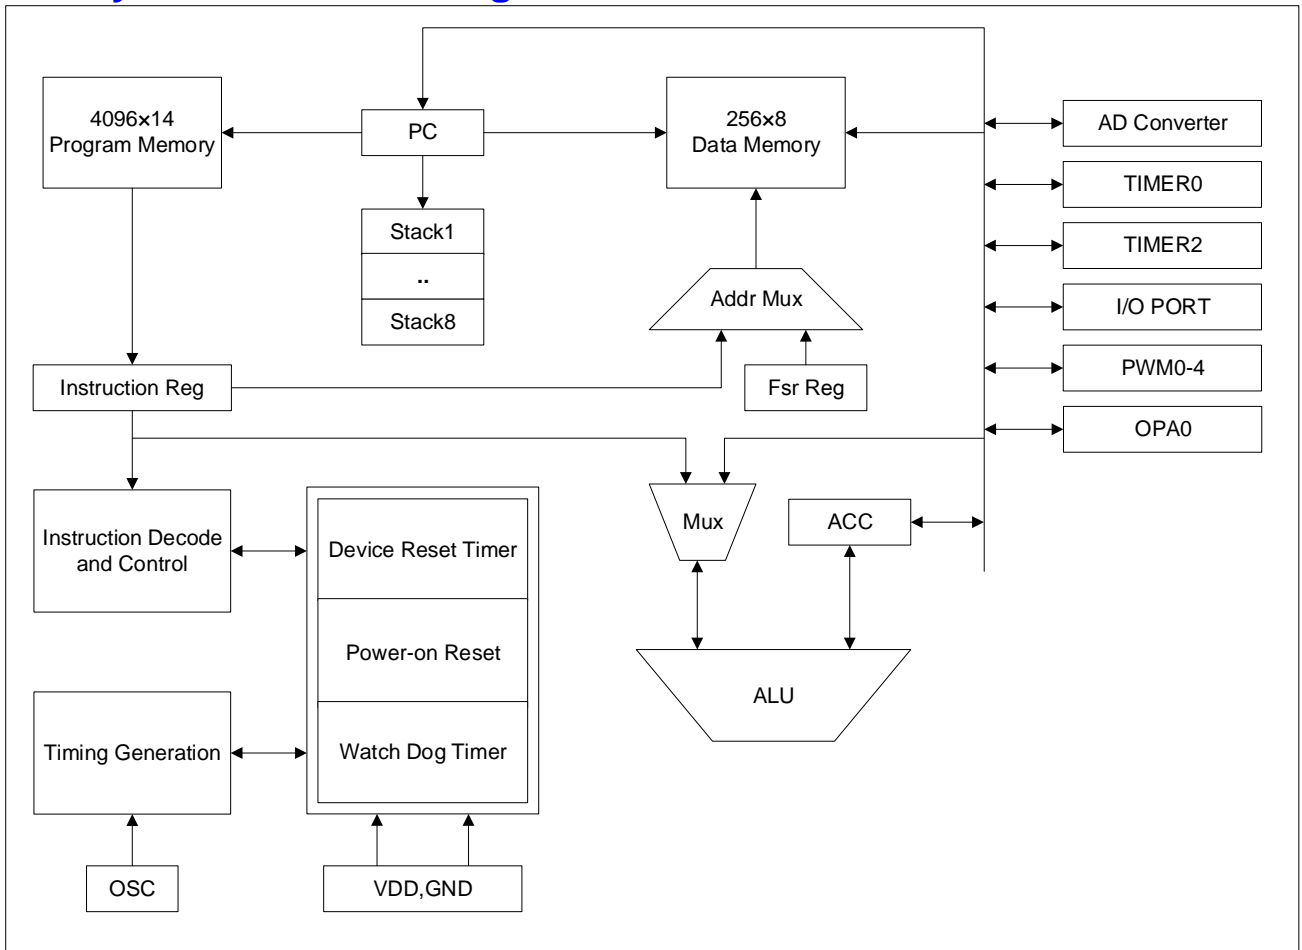 4096×14
Program Memory
PC
256×8
Data Memory
AD Converter
TIMER0
TIMER2
I/O PORT
PWM0-4
OPA0
Stack1
..
Stack8
Addr Mux
Instruction Reg
Fsr Reg
Instruction Decode
and Control
Device Reset Timer
Power-on Reset
Watch Dog Timer
Mux
ACC
ALU
Timing Generation
OSC
VDD,GND